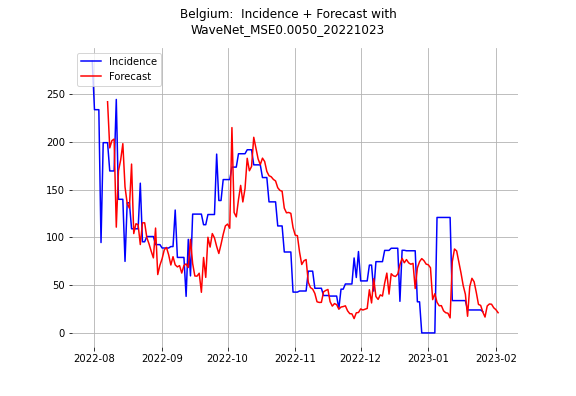 Belgium:  Incidence + Forecast with
WaveNet_MSE0.0050_20221023
Incidence
Forecast
250
200
150
100
50
0
2022-08 2022-09 2022-10 2022-11 2022-12 2023-01 2023-02